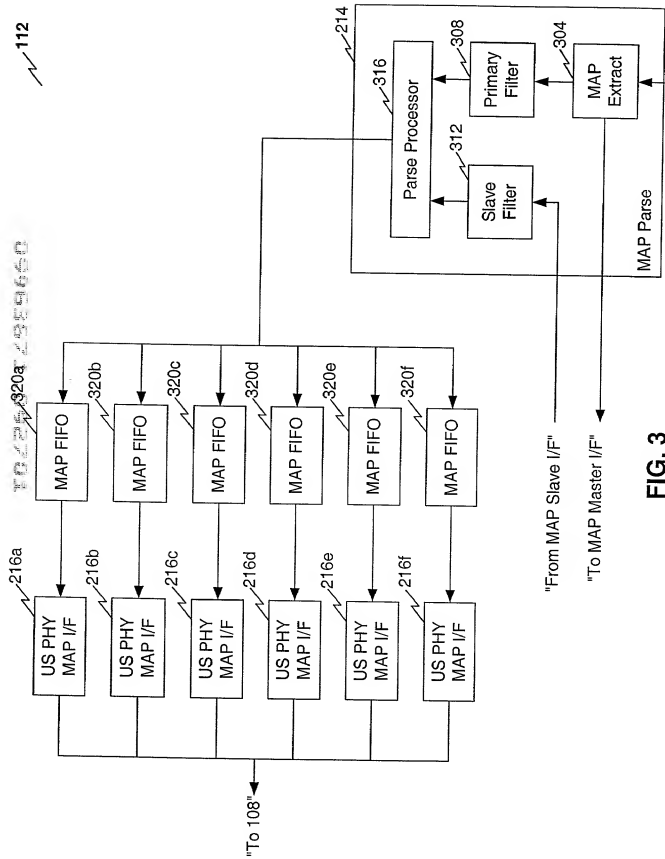 112
214
316
Parse Processor
308
Primary
Filter
304
MAP
Extract
312
Slave
Filter
MAP Parse
320a
MAP FIFO
320b
MAP FIFO
320c
MAP FIFO
320d
MAP FIFO
320e
MAP FIFO
320f
MAP FIFO
216a
US PHY
MAP I/F
216b
US PHY
MAP I/F
216c
US PHY
MAP I/F
216d
US PHY
MAP I/F
216e
US PHY
MAP I/F
216f
US PHY
MAP I/F
"To 108"
"From MAP Slave I/F"
"To MAP Master I/F"
FIG. 3